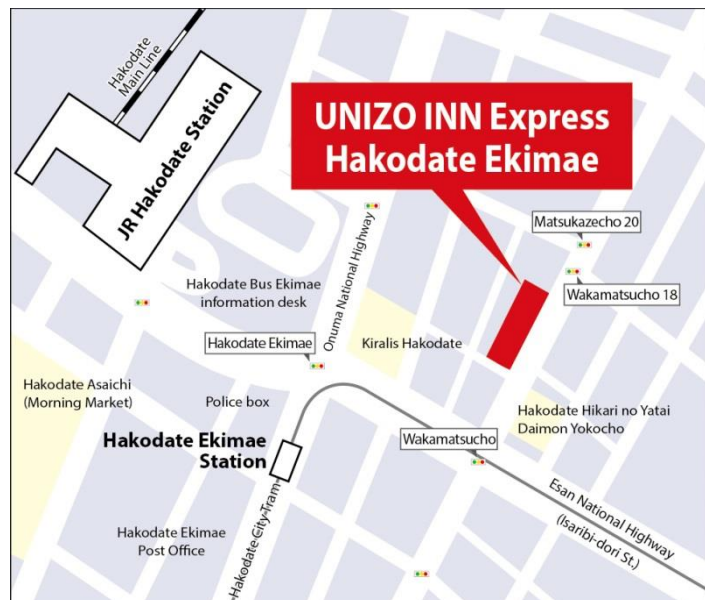 Hakodate
Main Line
JR Hakodate Station
UNIZO INN Express
Hakodate Ekimae
Matsukazecho 20
Wakamatsucho 18
Onuma National Highway
Hakodate Bus Ekimae
information desk
Hakodate Ekimae
Kiralis Hakodate
Hakodate Asaichi
(Morning Market)
Police box
Hakodate Hikari no Yatai
Daimon Yokocho
Hakodate Ekimae
Station
Wakamatsucho
Esan National Highway
(Isaribi-dori St.)
Hakodate Ekimae
Post Office
Hakodate City Tram